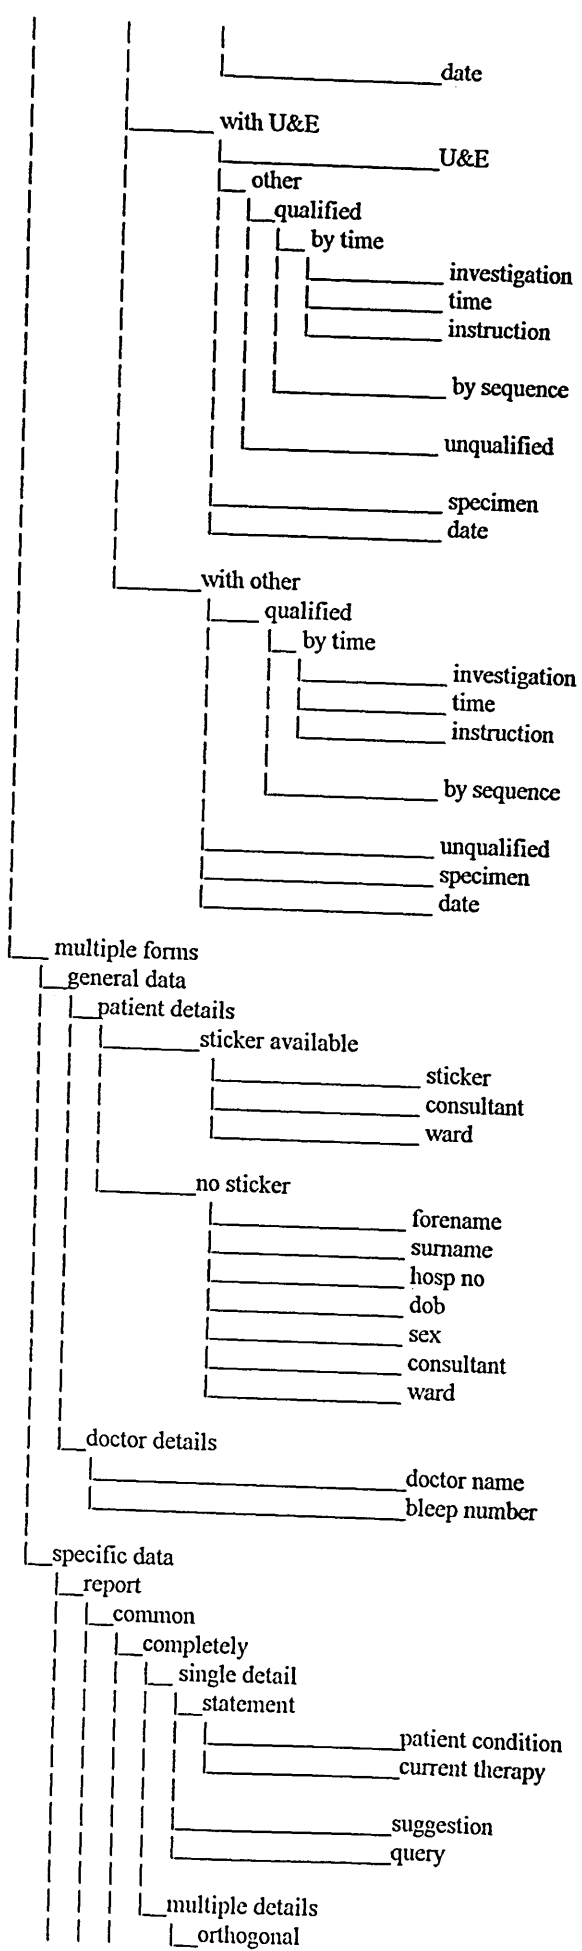 date
with U&E
U&E
other
qualified
by time
investigation
time
instruction
by sequence
unqualified
specimen
date
with other
qualified
by time
investigation
time
instruction
by sequence
unqualified
specimen
date
multiple forms
general data
patient details
sticker available
sticker
consultant
ward
no sticker
forename
surname
hosp no
dob
sex
consultant
ward
doctor details
doctor name
bleep number
specific data
report
common
completely
single detail
statement
patient condition
current therapy
suggestion
query
multiple details
orthogonal